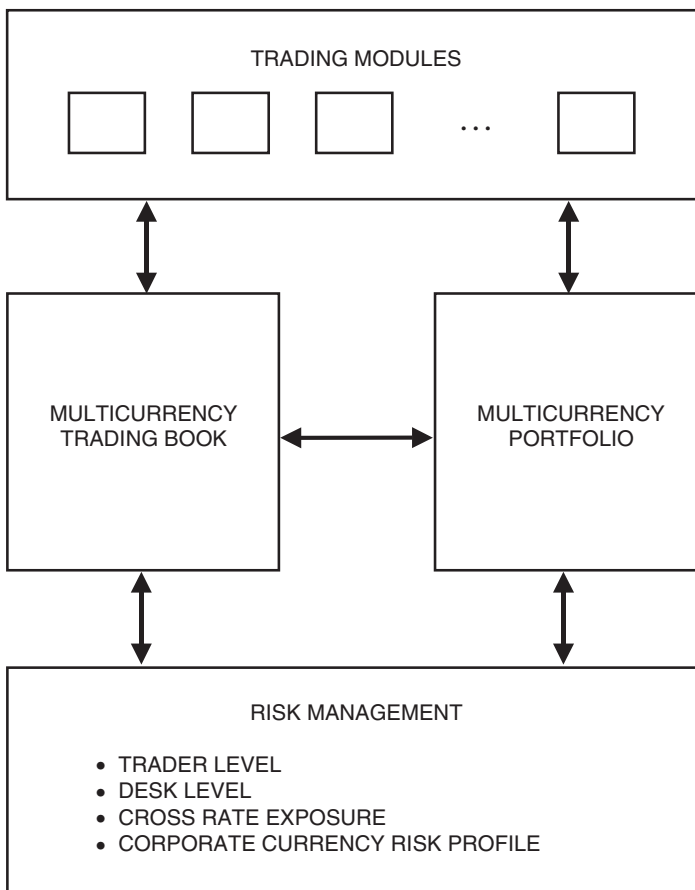 TRADING MODULES
...
MULTICURRENCY
TRADING BOOK
MULTICURRENCY
PORTFOLIO
RISK MANAGEMENT
• TRADER LEVEL
• DESK LEVEL
• CROSS RATE EXPOSURE
• CORPORATE CURRENCY RISK PROFILE